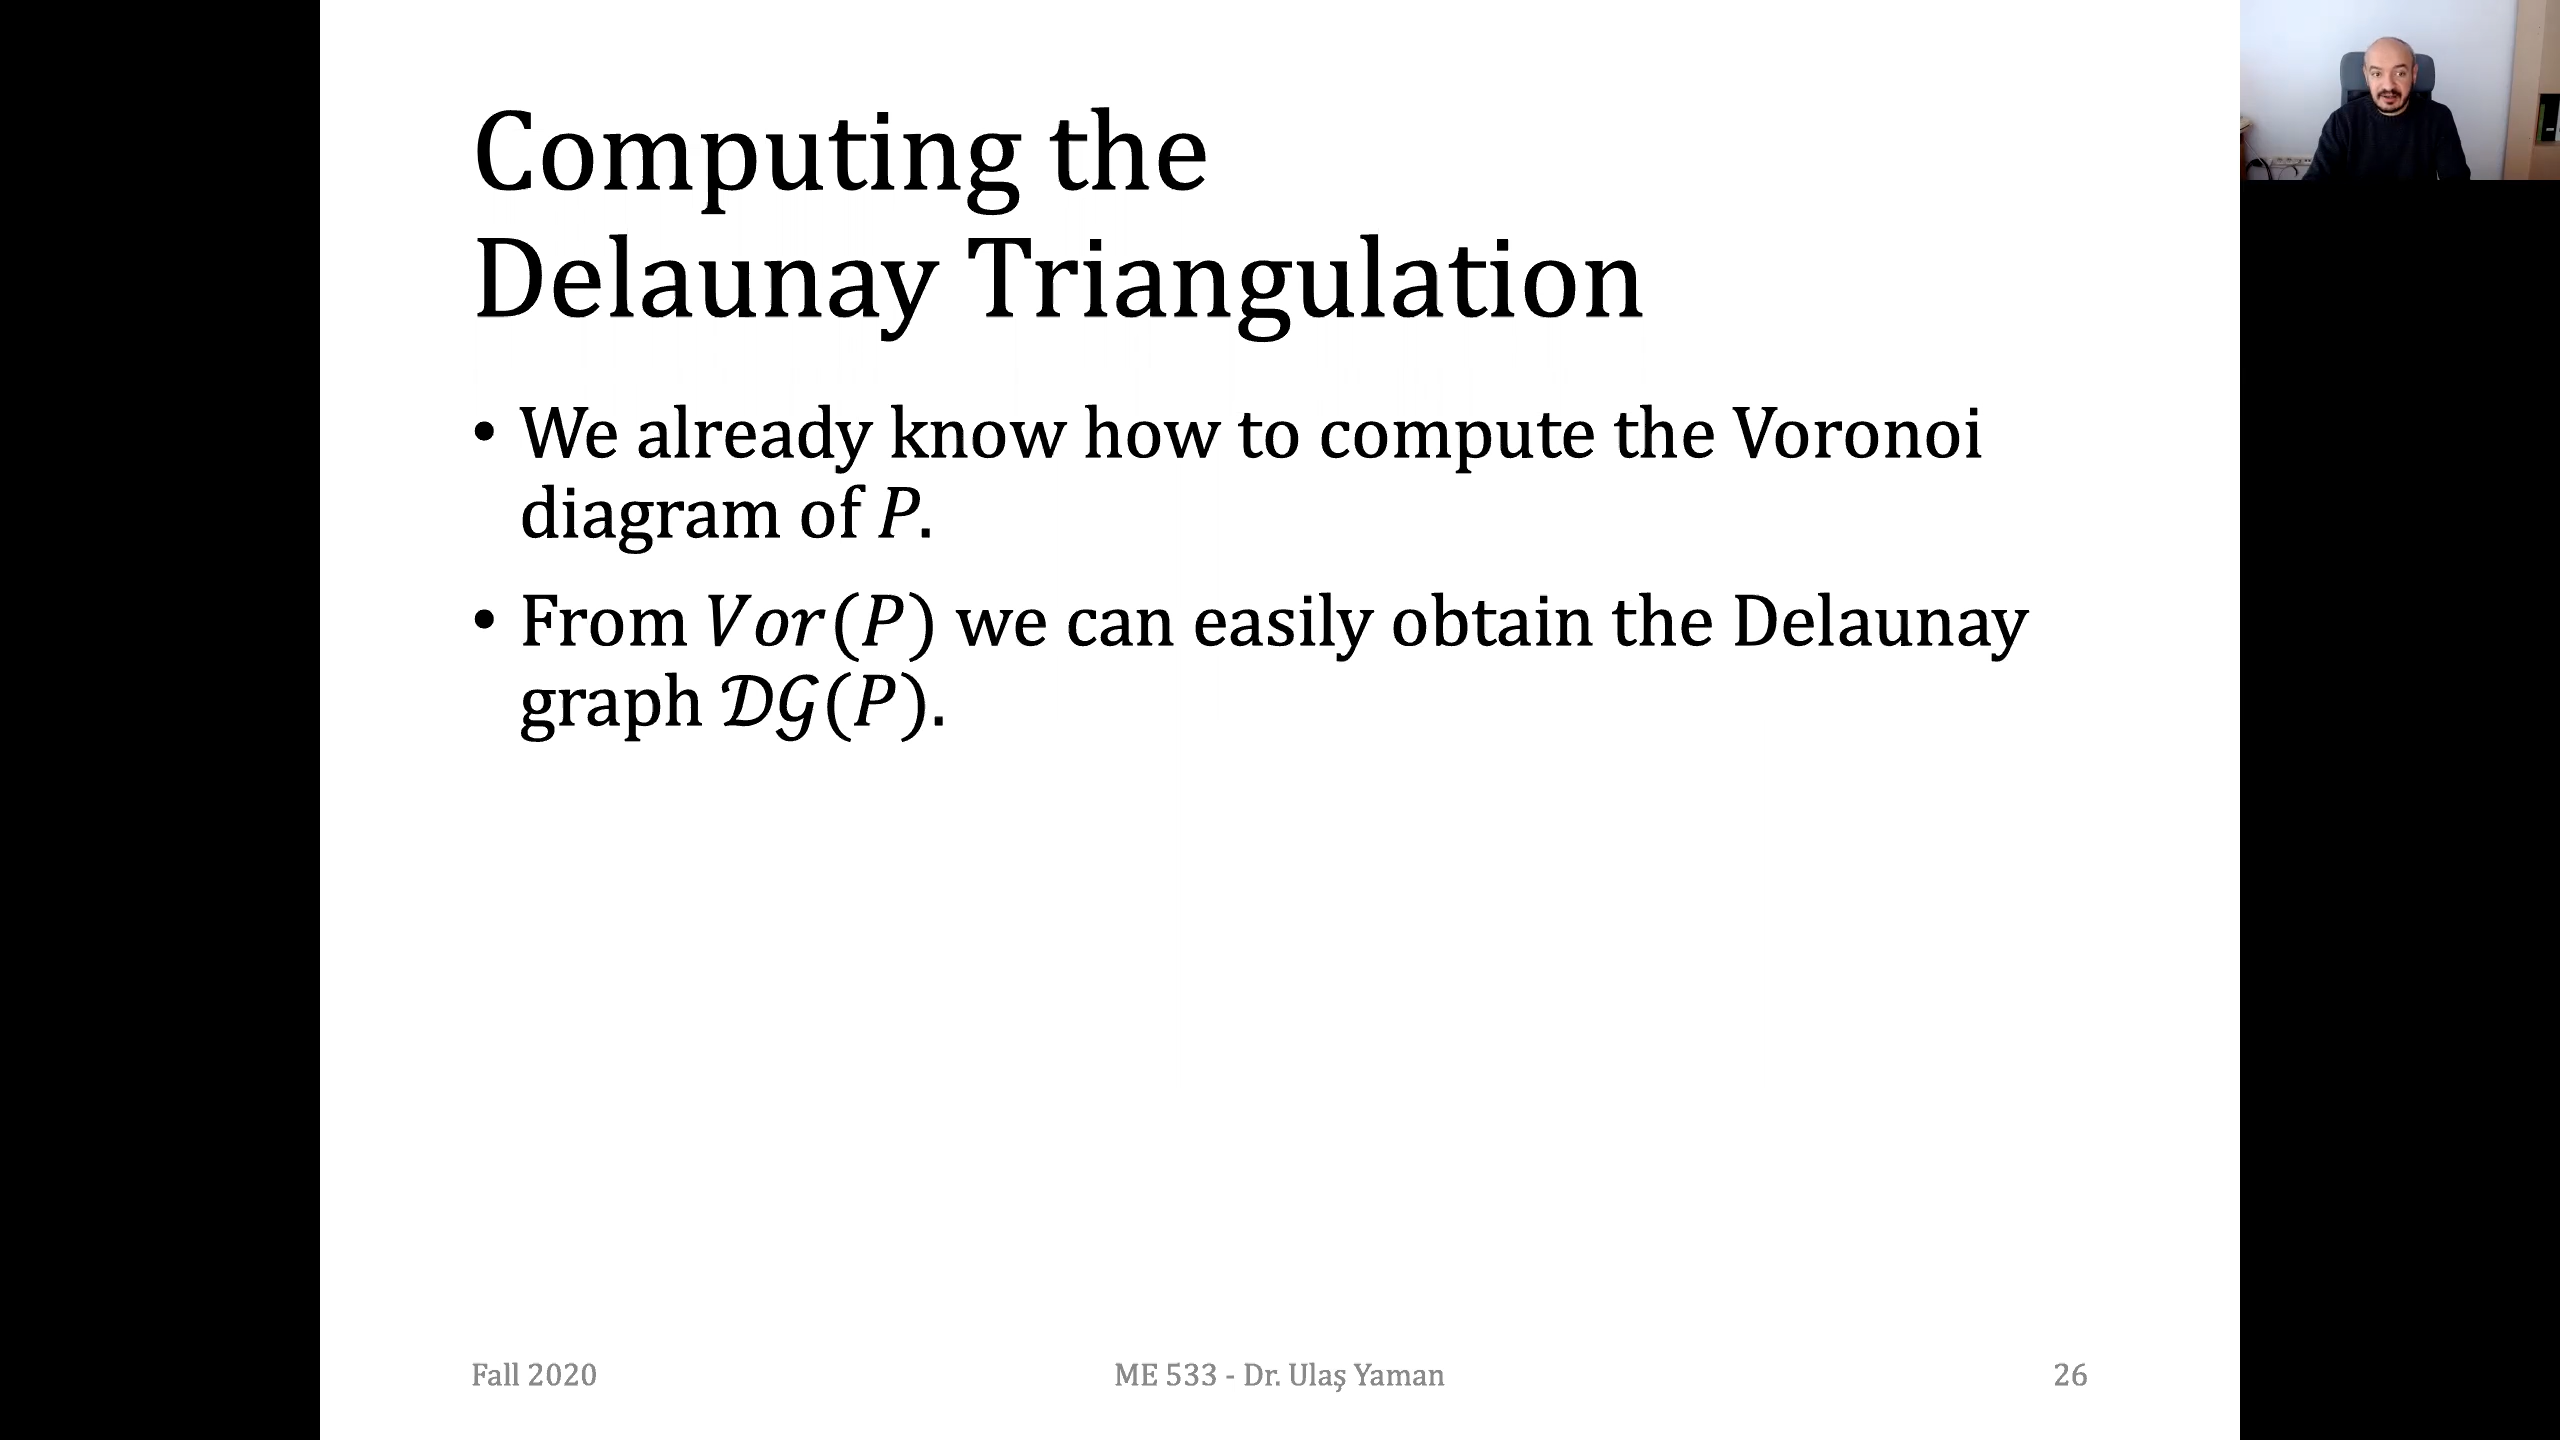 Computing the
Delaunay Triangulation
• We already know how to compute the Voronoi
diagram of P.
• From Vor(P) we can easily obtain the Delaunay
graph 𝒟𝒢(P).
Fall 2020
ME 533 - Dr. Ulaş Yaman
26